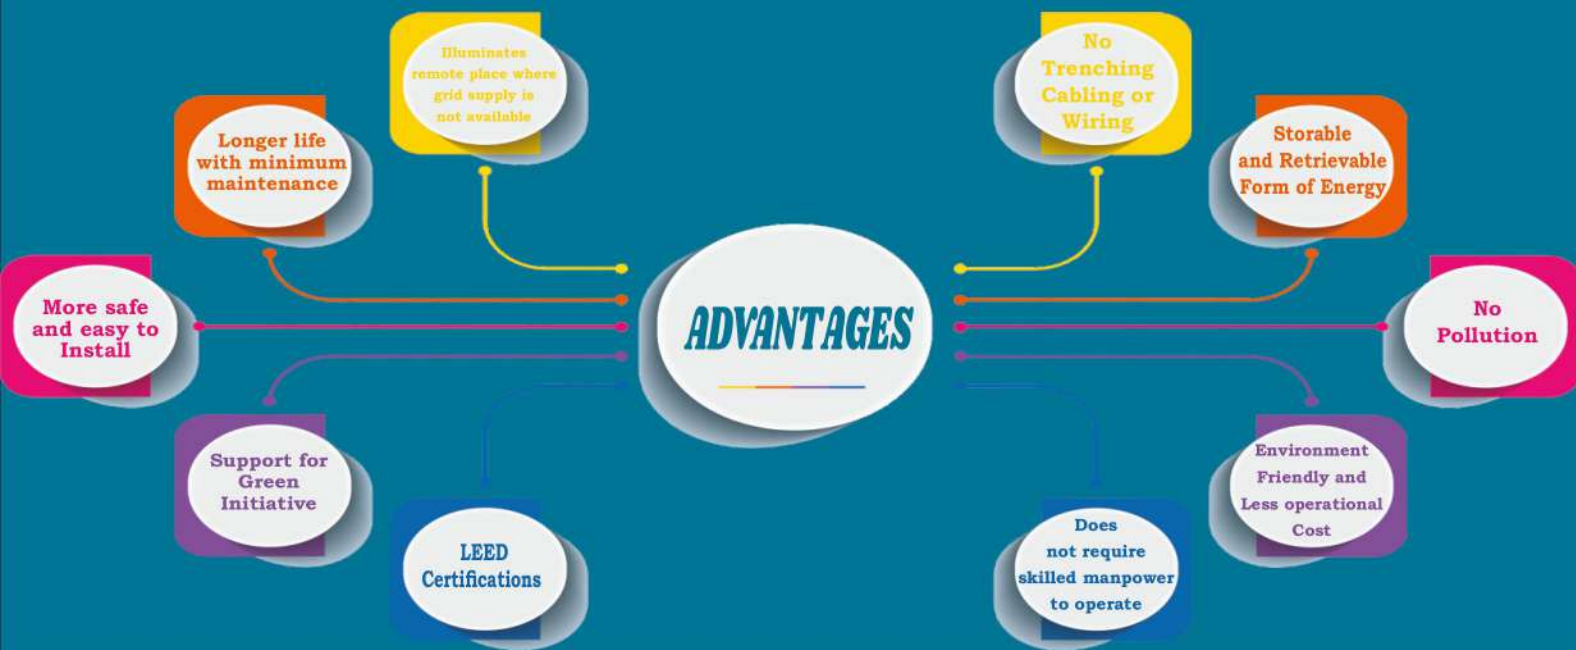 Illuminates
remote place where
grid supply is
not available
No
Trenching
Cabling or
Wiring
Longer life
with minimum
maintenance
Storable
and Retrievable
Form of Energy
More safe
and easy to
Install
ADVANTAGES
No
Pollution
Support for
Green
Initiative
Environment
Friendly and
Less operational
Cost
LEED
Certifications
Does
not require
skilled manpower
to operate